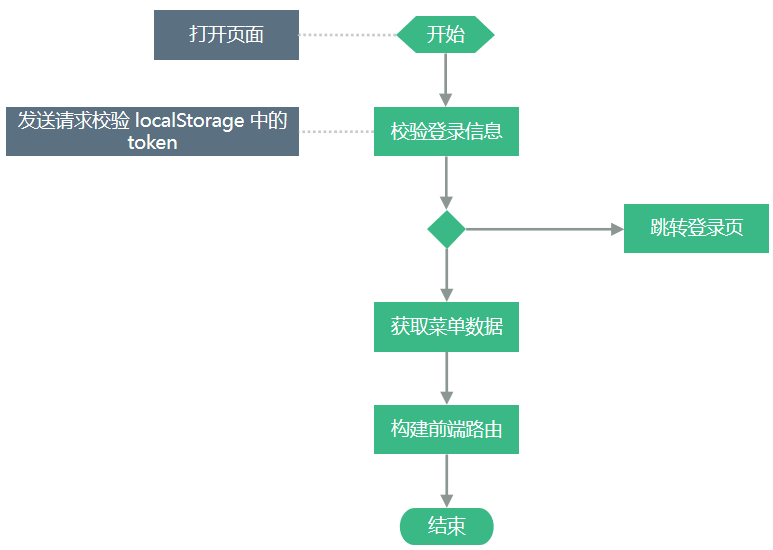 打开页面
开始
发送请求校验 localStorage 中的
token
校验登录信息
跳转登录页
获取菜单数据
构建前端路由
结束